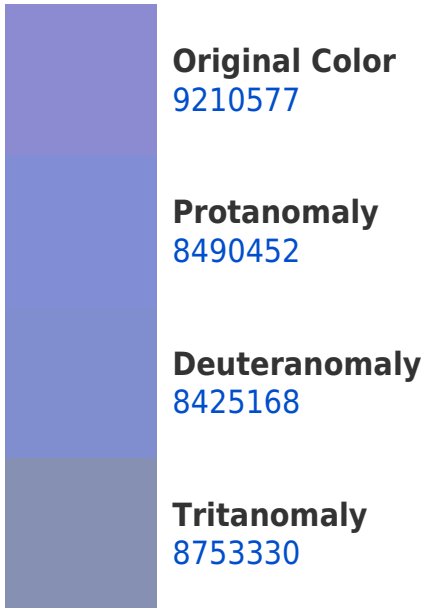 Original Color
9210577
Protanomaly
8490452
Deuteranomaly
8425168
Tritanomaly
8753330